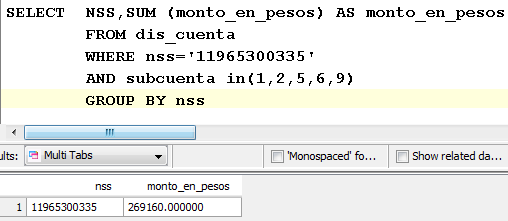 SELECT  NSS,SUM (monto_en_pesos) AS monto_en_pesos
FROM dis_cuenta
WHERE nss='11965300335'
AND subcuenta in(1,2,5,6,9)
GROUP BY nss
ults: Multi Tabs 'Monospaced' fo... Show related da...
nss monto_en_pesos
1 11965300335 269160.000000